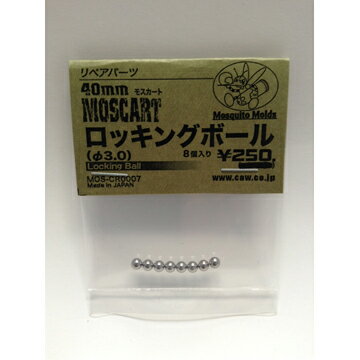 リペアパーツ
40mm モスカート
MOSCART
Mosquito Molds
ロッキングボール
(φ3.0) 8個入り ¥250
Locking Ball
MOS-CR0007
Made in JAPAN
www.caw.co.jp